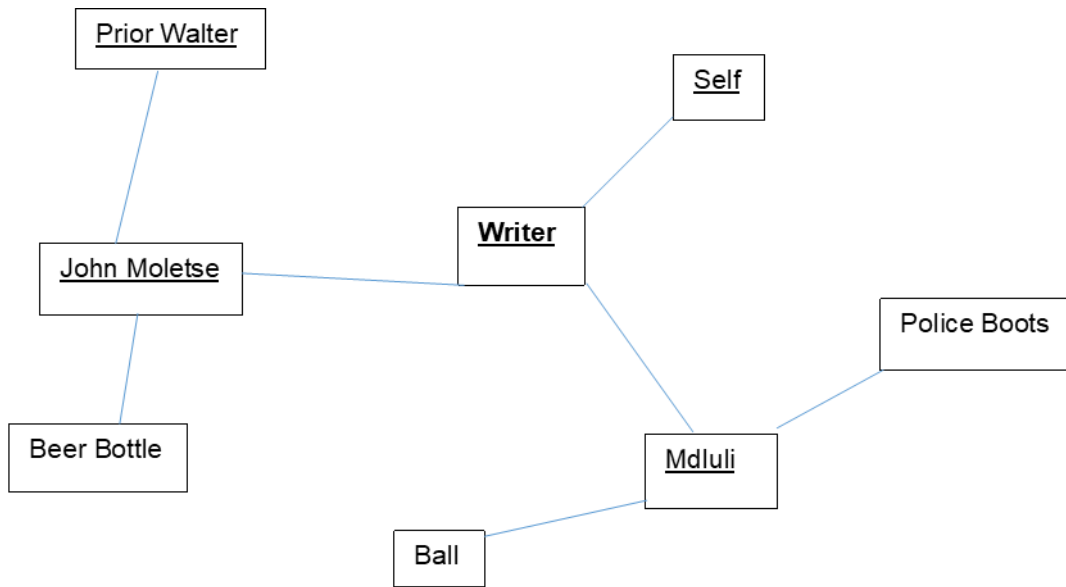 Prior Walter
Self
Writer
John Moletse
Police Boots
Beer Bottle
Mdluli
Ball